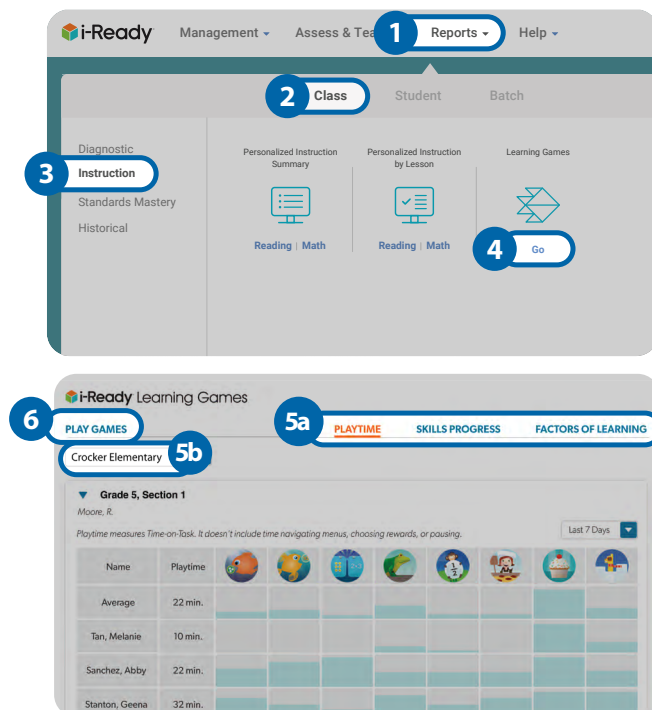 i-Ready Management Assess & Tea 1 Reports Help
2 Class Student Batch
Diagnostic
3 Instruction
Standards Mastery
Historical
Personalized Instruction
Summary
Reading | Math
Personalized Instruction
by Lesson
Reading | Math
Learning Games
4 Go
i-Ready Learning Games
6 PLAY GAMES 5a PLAYTIME SKILLS PROGRESS FACTORS OF LEARNING
Crocker Elementary 5b
Grade 5, Section 1
Moore, R.
Playtime measures Time-on-Task. It doesn't include time navigating menus, choosing rewards, or pausing. Last 7 Days
Name Playtime 2+3 1/2
Average 22 min.
Tan, Melanie 10 min.
Sanchez, Abby 22 min.
Stanton, Geena 32 min.